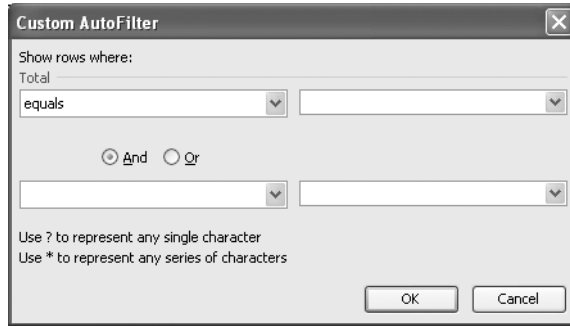 Custom AutoFilter
Show rows where:
Total
equals
And Or
Use ? to represent any single character
Use * to represent any series of characters
OK Cancel